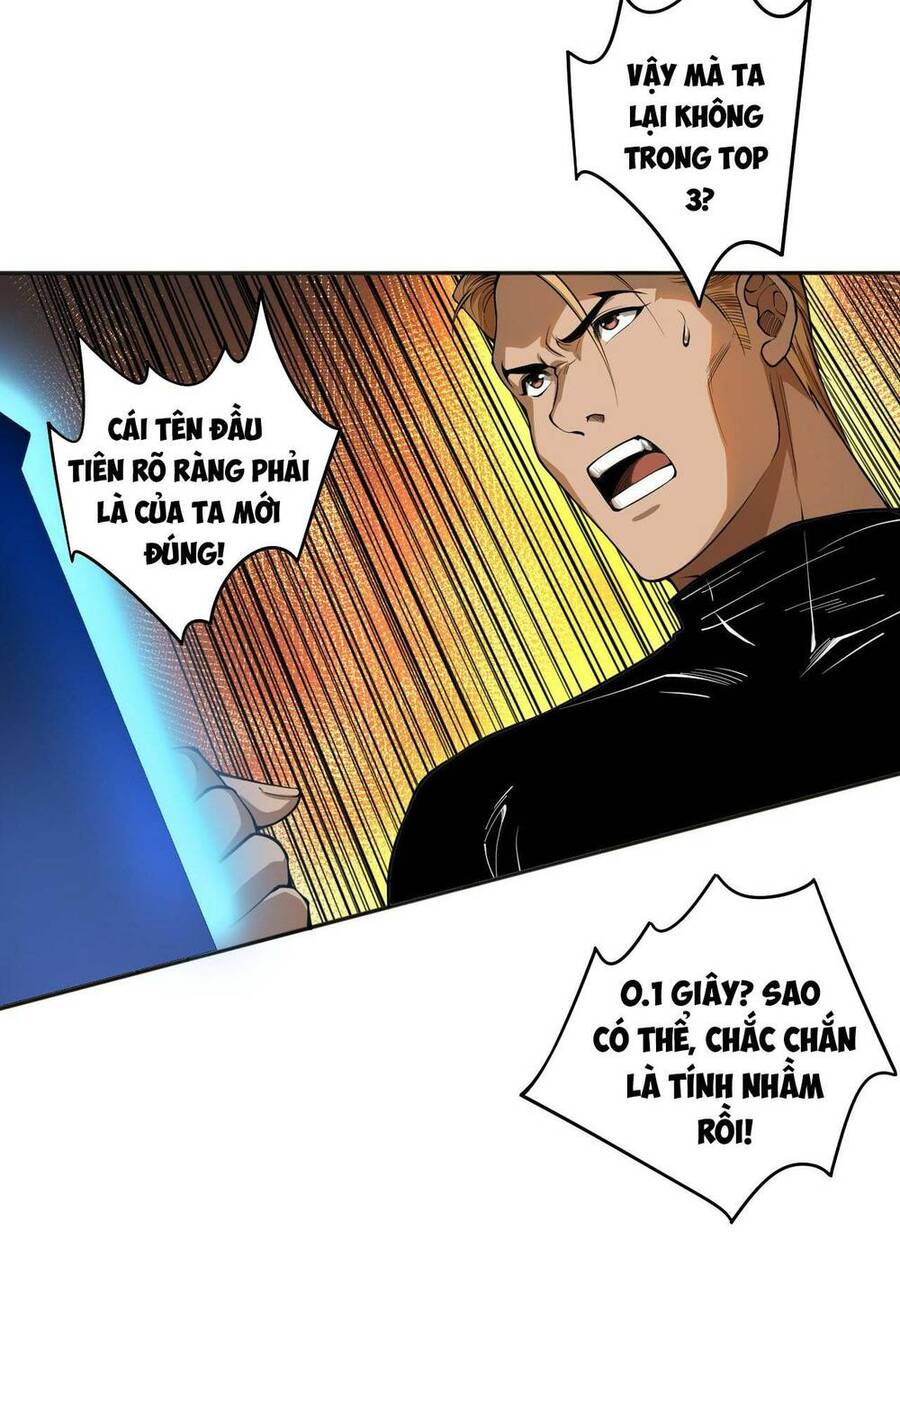 VẬY MÀ TA
LẠI KHÔNG
TRONG TOP
3?
CÁI TÊN ĐẦU
TIÊN RÕ RÀNG PHẢI
LÀ CỦA TA MỚI
ĐÚNG!
0.1 GIÂY? SAO
CÓ THỂ, CHẮC CHẮN
LÀ TÍNH NHẦM
RỒI!